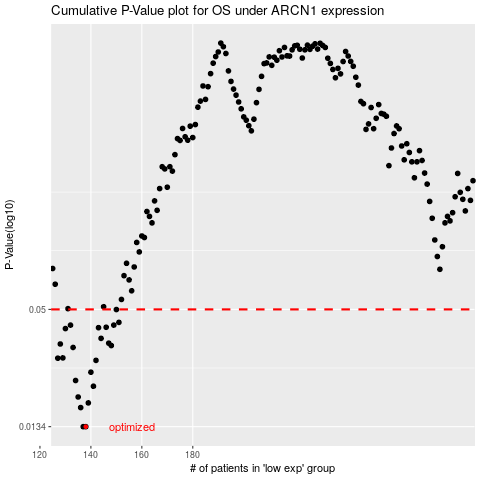 Cumulative P-Value plot for OS under ARCN1 expression
P-Value(log10)
0.05
0.0134
optimized
120 140 160 180
# of patients in 'low exp' group